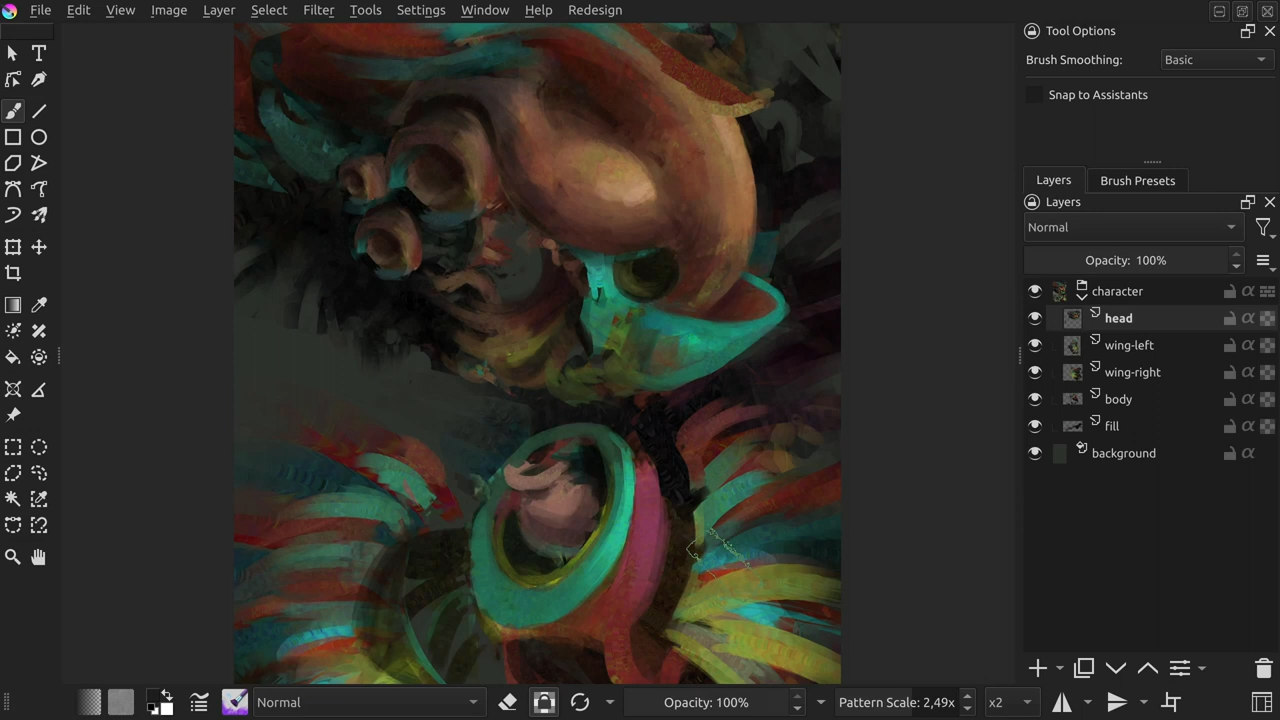 File Edit View Image Layer Select Filter Tools Settings Window Help Redesign
Tool Options
Brush Smoothing: Basic
Snap to Assistants
Layers Brush Presets
Layers
Normal
Opacity: 100%
character
head
wing-left
wing-right
body
fill
background
Normal Opacity: 100% Pattern Scale: 2,49x x2